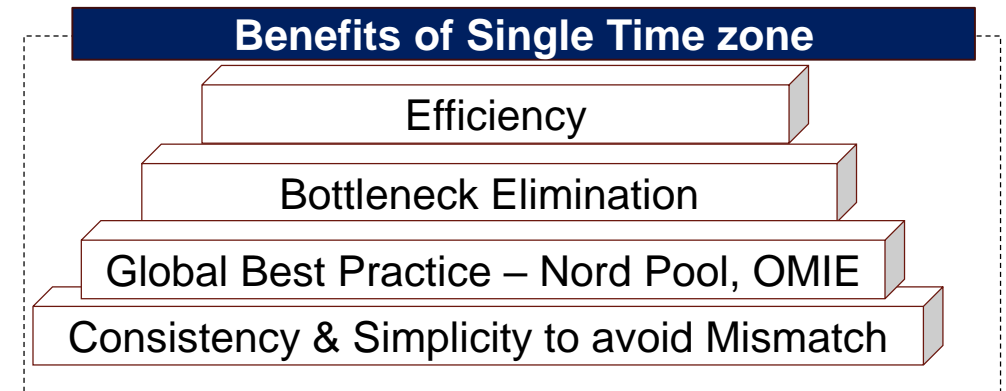 Benefits of Single Time zone
Efficiency
Bottleneck Elimination
Global Best Practice – Nord Pool, OMIE
Consistency & Simplicity to avoid Mismatch